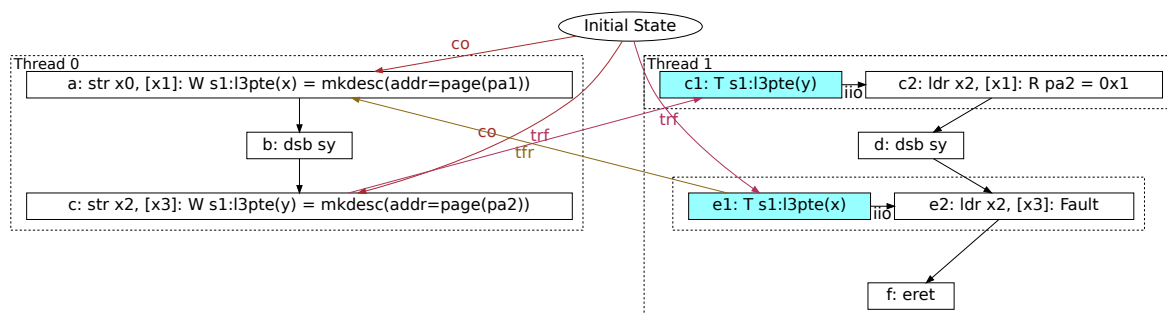 Initial State
Thread 0
Thread 1
co
a: str x0, [x1]: W s1:l3pte(x) = mkdesc(addr=page(pa1))
c1: T s1:l3pte(y)
iio
c2: ldr x2, [x1]: R pa2 = 0x1
trf
co
trf
b: dsb sy
tfr
d: dsb sy
c: str x2, [x3]: W s1:l3pte(y) = mkdesc(addr=page(pa2))
e1: T s1:l3pte(x)
iio
e2: ldr x2, [x3]: Fault
f: eret